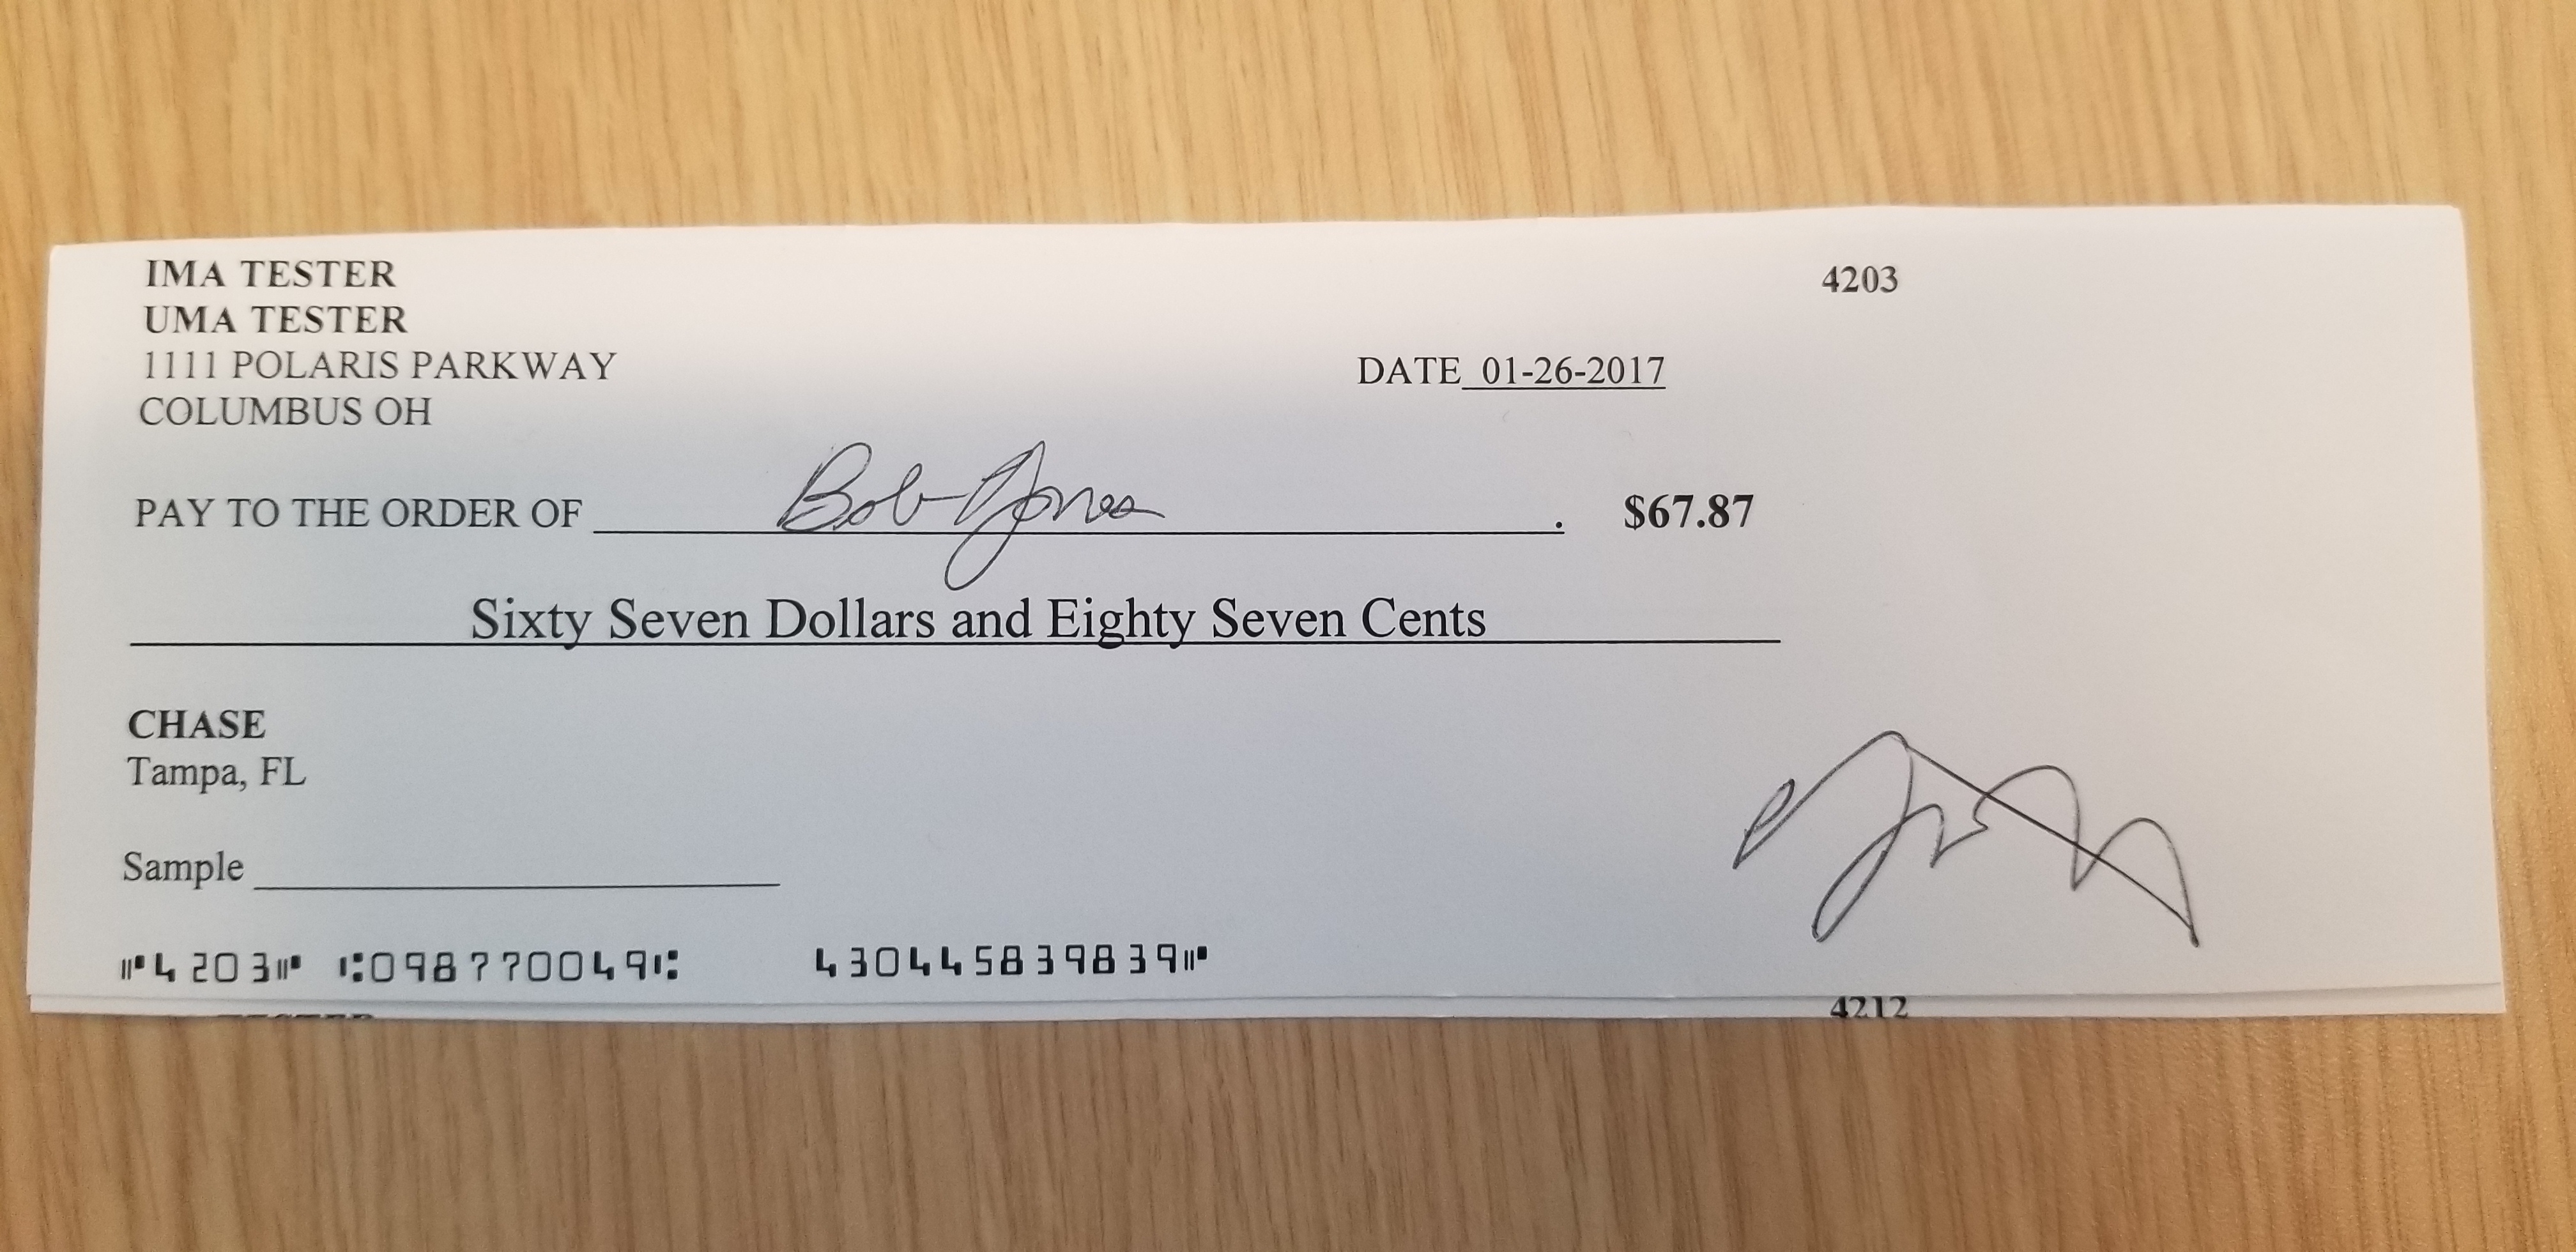 IMA TESTER 4203
UMA TESTER
1111 POLARIS PARKWAY
DATE 01-26-2017
COLUMBUS OH
PAY TO THE ORDER OF Bob Jones . $67.87
Sixty Seven Dollars and Eighty Seven Cents
CHASE
Tampa, FL
Sample
⑈4203⑈ ⑆098770049⑆ 430445839839⑈
4212